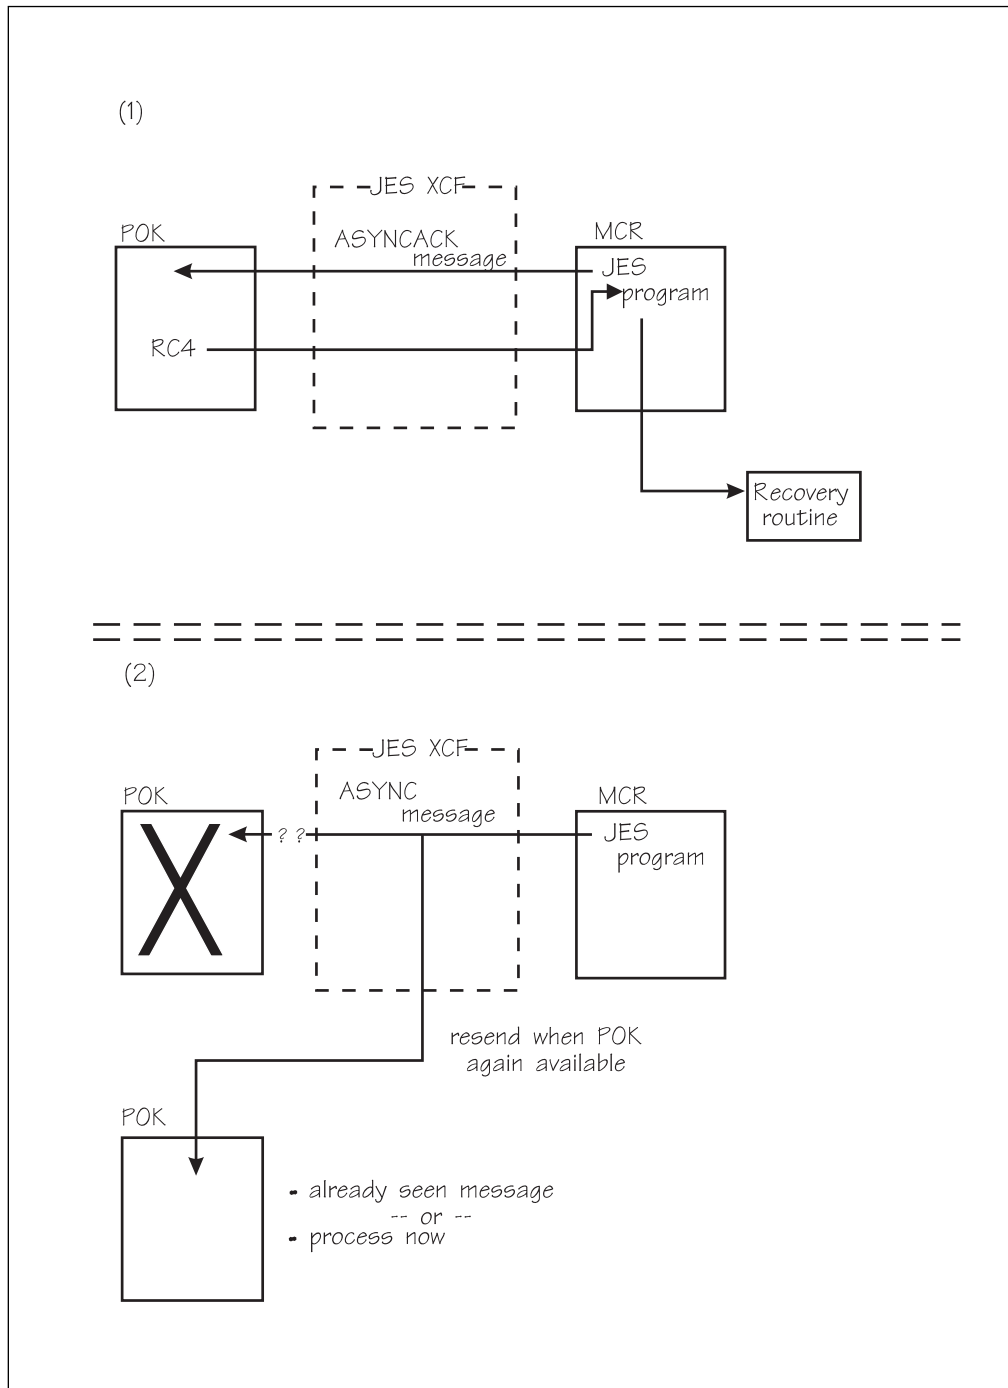 (1)
JES XCF
POK
ASYNCACK
message
MCR
JES
program
RC4
Recovery
routine
(2)
JES XCF
POK
ASYNC
message
MCR
? ?
JES
program
resend when POK
again available
POK
- already seen message
-- or --
- process now